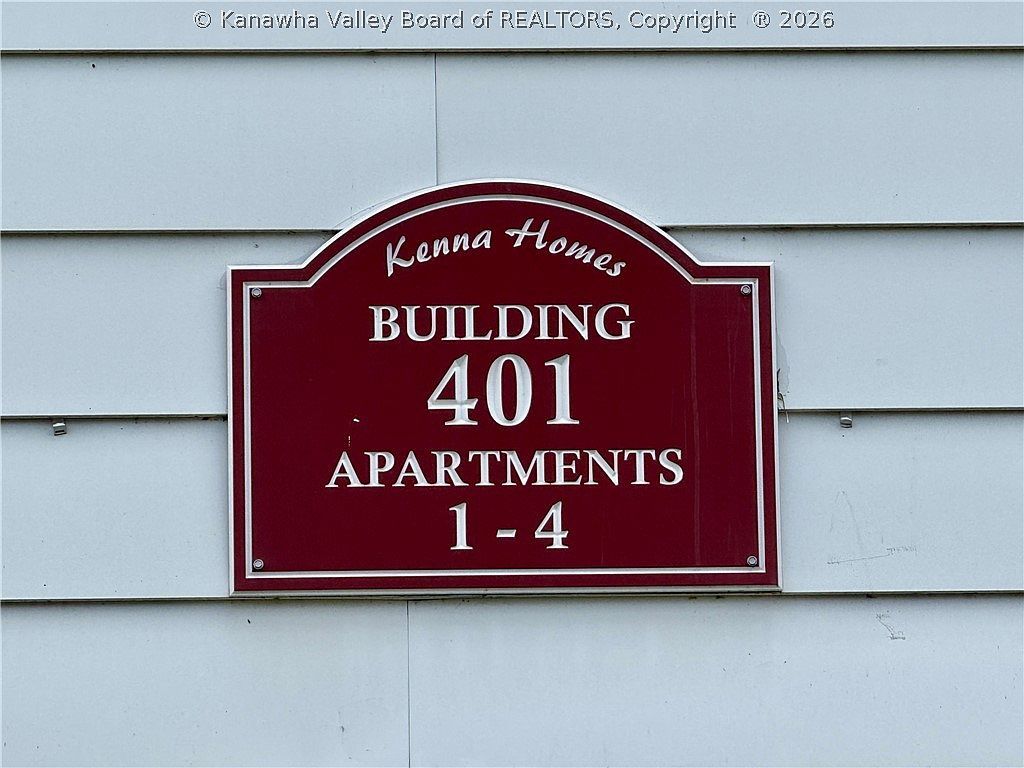 © Kanawha Valley Board of REALTORS, Copyright ® 2026
Kenna Homes
BUILDING
401
APARTMENTS
1 - 4